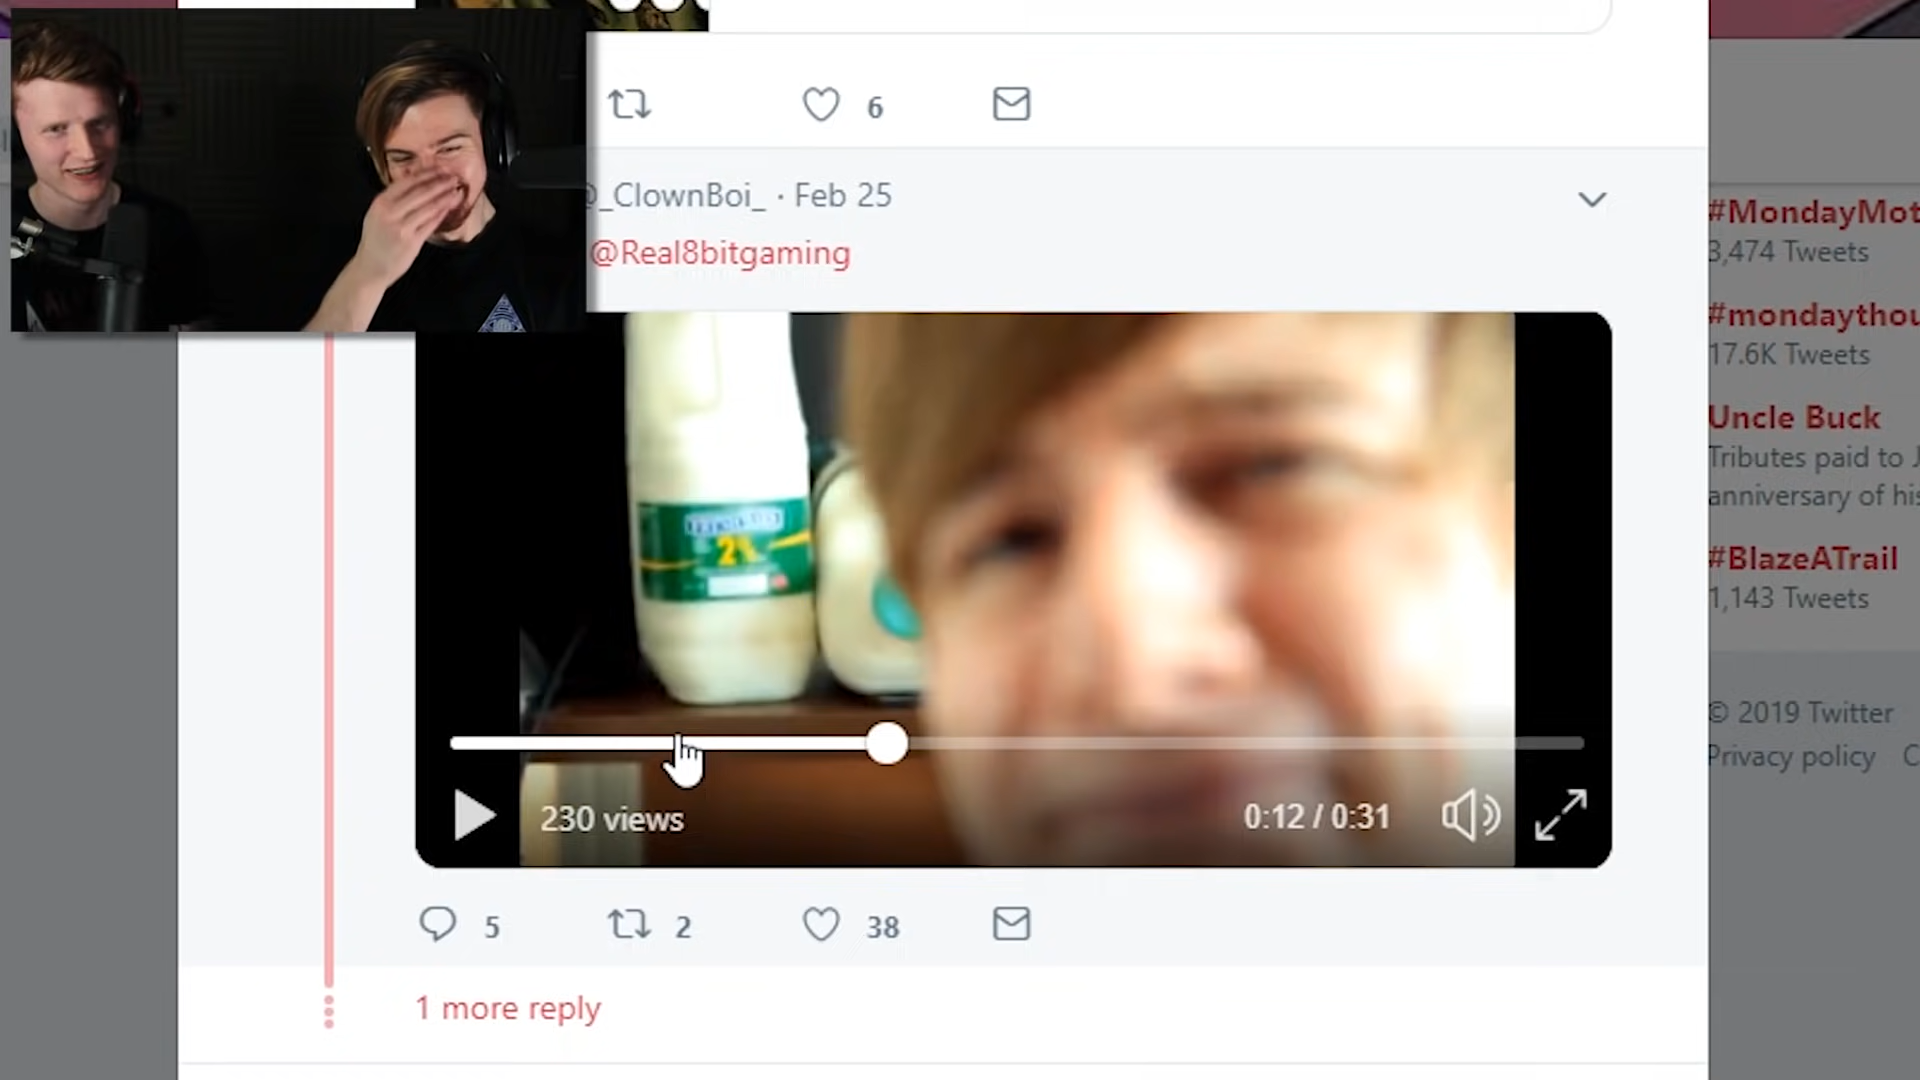 6
@_ClownBoi_ · Feb 25
@Real8bitgaming
2%
230 views
0:12 / 0:31
5
2
38
1 more reply
#MondayMot
3,474 Tweets
#mondaythou
17.6K Tweets
Uncle Buck
Tributes paid to J
anniversary of his
#BlazeATrail
1,143 Tweets
© 2019 Twitter
Privacy policy C